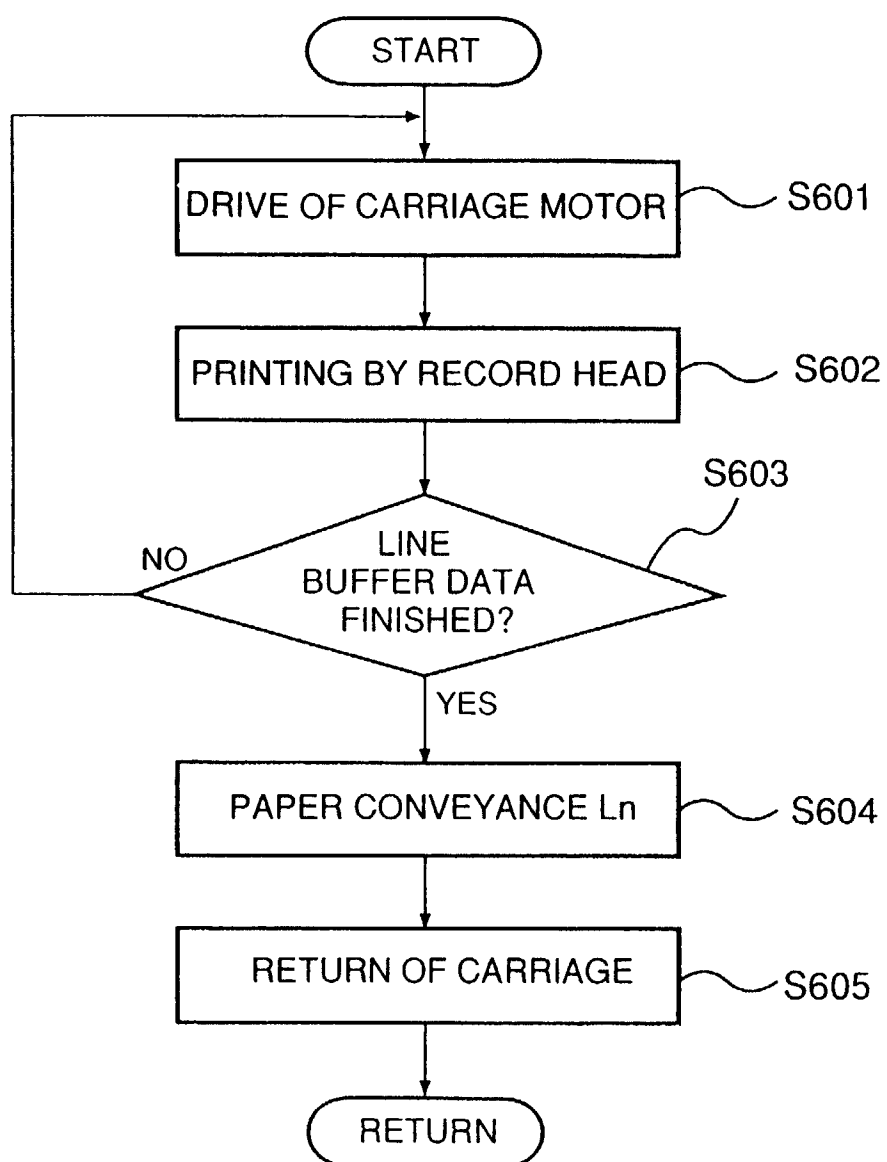 START
DRIVE OF CARRIAGE MOTOR
S601
PRINTING BY RECORD HEAD
S602
S603
NO
LINE
BUFFER DATA
FINISHED?
YES
PAPER CONVEYANCE Ln
S604
RETURN OF CARRIAGE
S605
RETURN